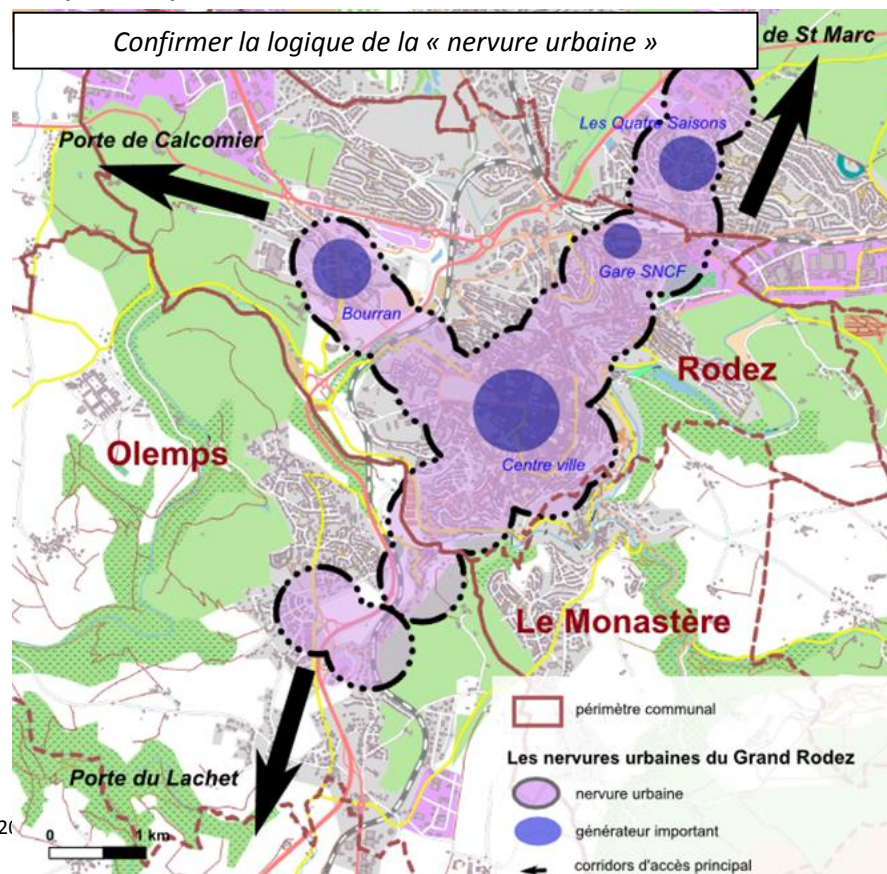 Confirmer la logique de la « nervure urbaine »
de St Marc
Porte de Calcomier
Les Quatre Saisons
Gare SNCF
Bourran
Rodez
Olemps
Centre ville
Le Monastère
périmètre communal
Les nervures urbaines du Grand Rodez
nervure urbaine
Porte du Lachet
générateur important
20
0 1 km
corridors d'accès principal